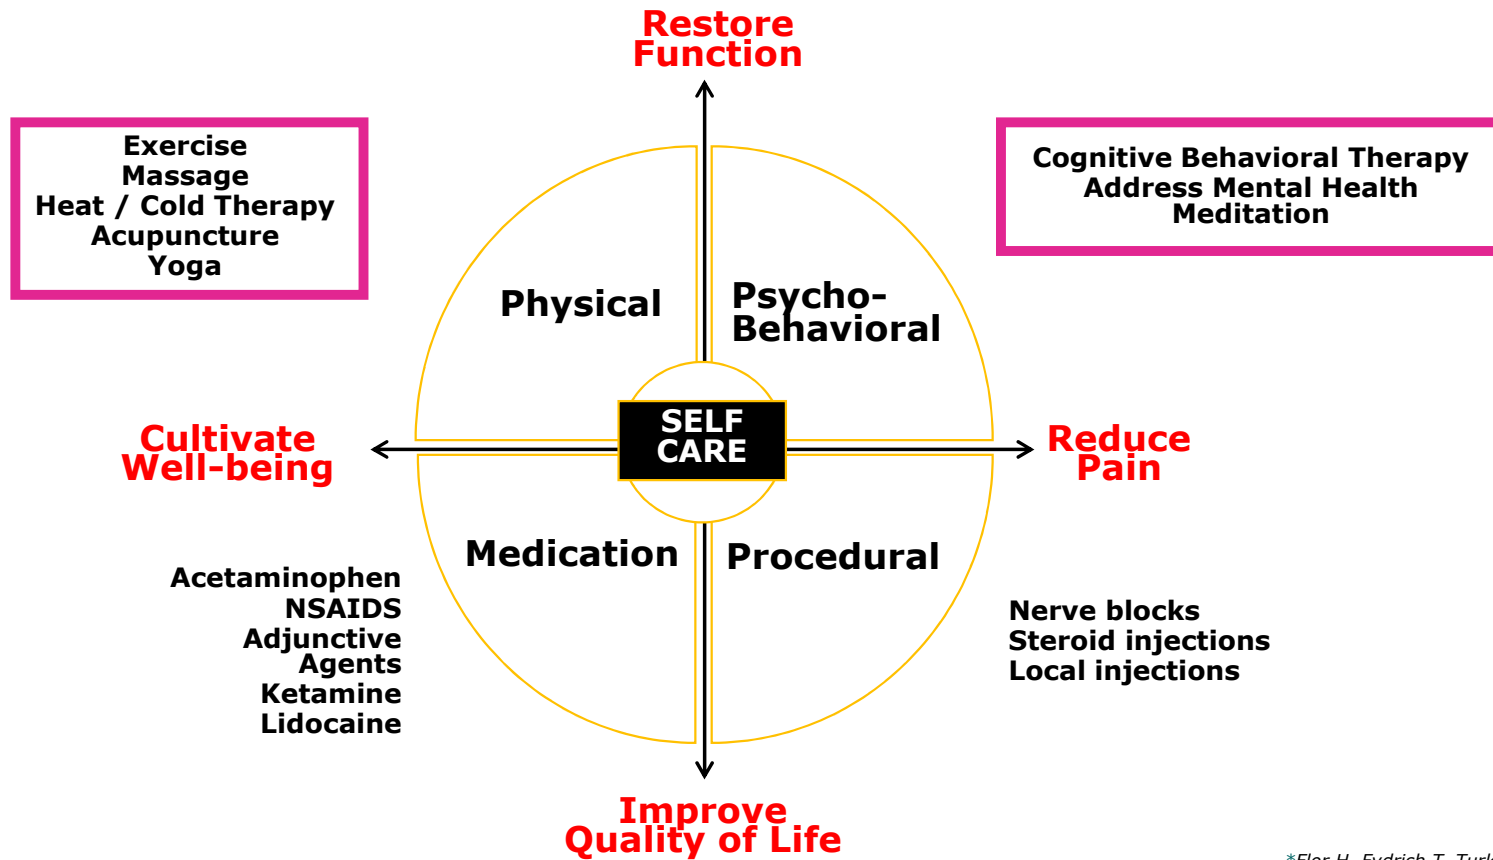 Restore
Function
Exercise
Massage
Heat / Cold Therapy
Acupuncture
Yoga
Cognitive Behavioral Therapy
Address Mental Health
Meditation
Physical
Psycho-
Behavioral
Cultivate
Well-being
SELF
CARE
Reduce
Pain
Medication
Procedural
Acetaminophen
NSAIDS
Adjunctive
Agents
Ketamine
Lidocaine
Nerve blocks
Steroid injections
Local injections
Improve
Quality of Life